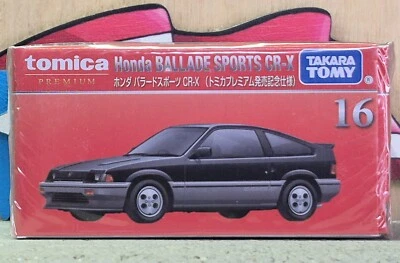 tomica
PREMIUM
Honda BALLADE SPORTS CR-X
ホンダ バラードスポーツ CR-X （トミカプレミアム発売記念仕様）
TAKARA
TOMY
16